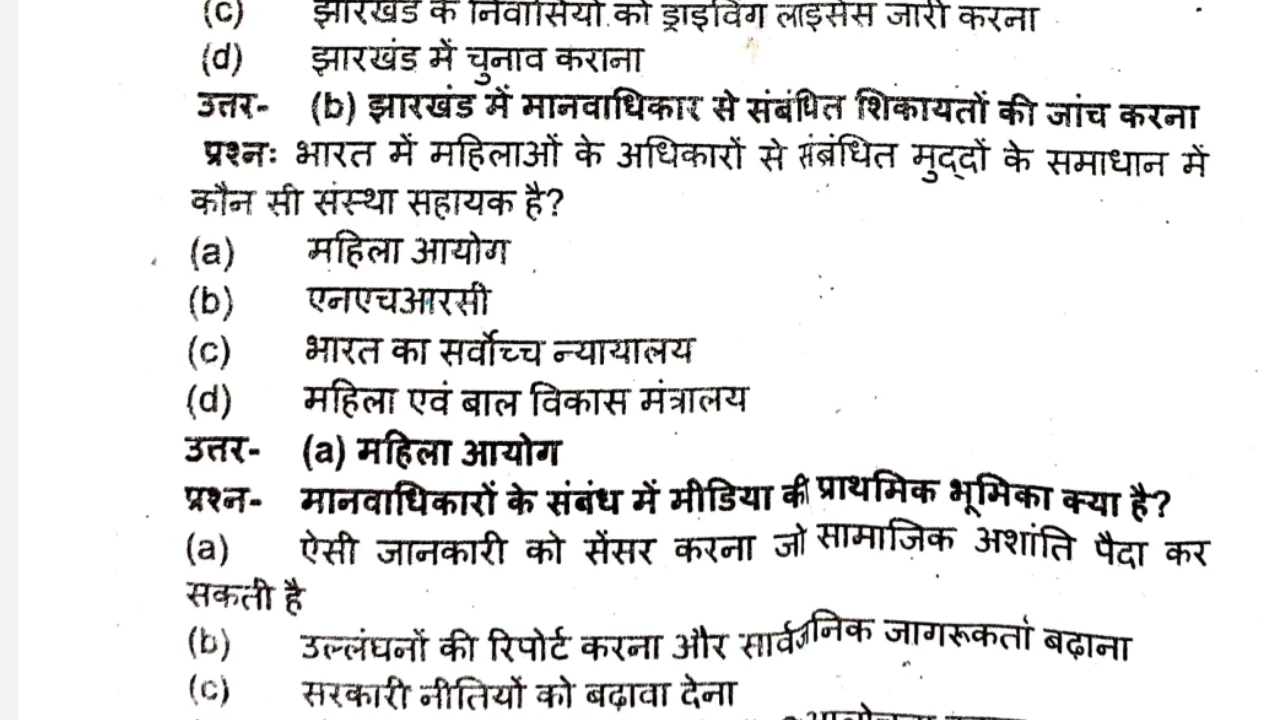 (c) झारखंड के निवासियों को ड्राइविंग लाइसेंस जारी करना
(d) झारखंड में चुनाव कराना
उत्तर- (b) झारखंड में मानवाधिकार से संबंधित शिकायतों की जांच करना
प्रश्नः भारत में महिलाओं के अधिकारों से संबंधित मुद्दों के समाधान में
कौन सी संस्था सहायक है?
(a) महिला आयोग
(b) एनएचआरसी
(c) भारत का सर्वोच्च न्यायालय
(d) महिला एवं बाल विकास मंत्रालय
उत्तर- (a) महिला आयोग
प्रश्न- मानवाधिकारों के संबंध में मीडिया की प्राथमिक भूमिका क्या है?
(a) ऐसी जानकारी को सेंसर करना जो सामाजिक अशांति पैदा कर
सकती है
(b) उल्लंघनों की रिपोर्ट करना और सार्वजनिक जागरूकता बढ़ाना
(c) सरकारी नीतियों को बढ़ावा देना